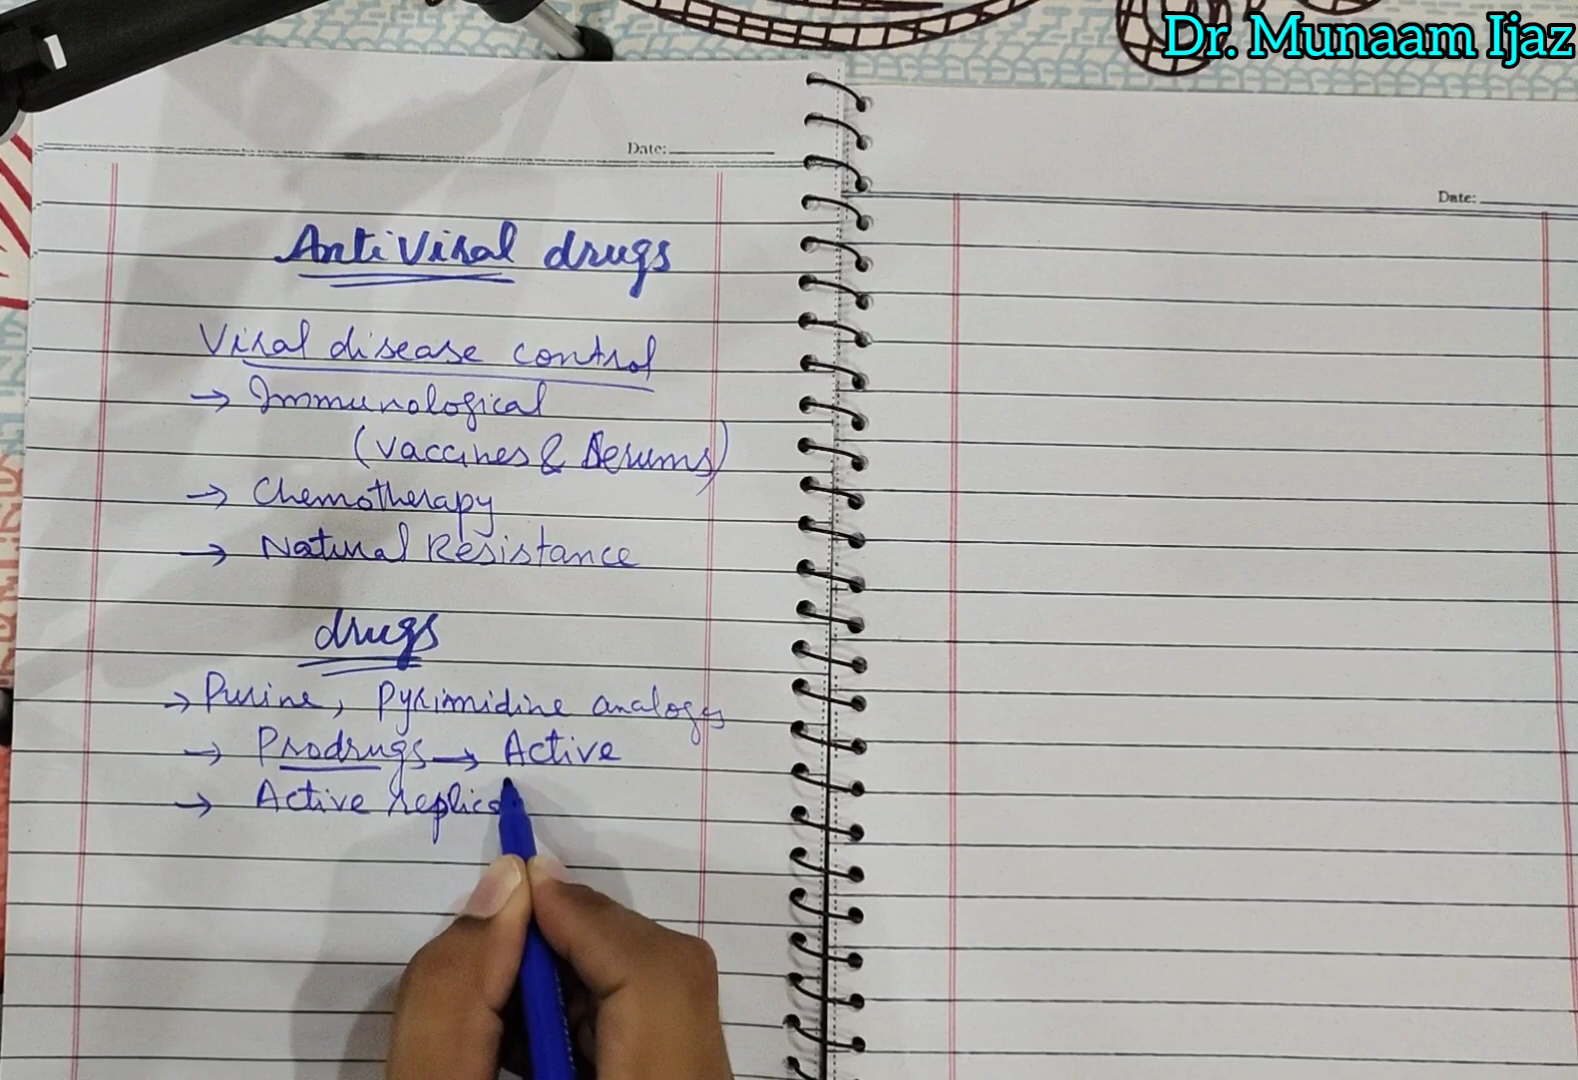 Dr. Munaam Ijaz
Date:
Date:
AntiViral drugs
Viral disease control
→ Immunological
(vaccines & Serums)
→ Chemotherapy
→ Natural Resistance
drugs
→ Purine, Pyrimidine analogs
→ Prodrugs → Active
→ Active replica